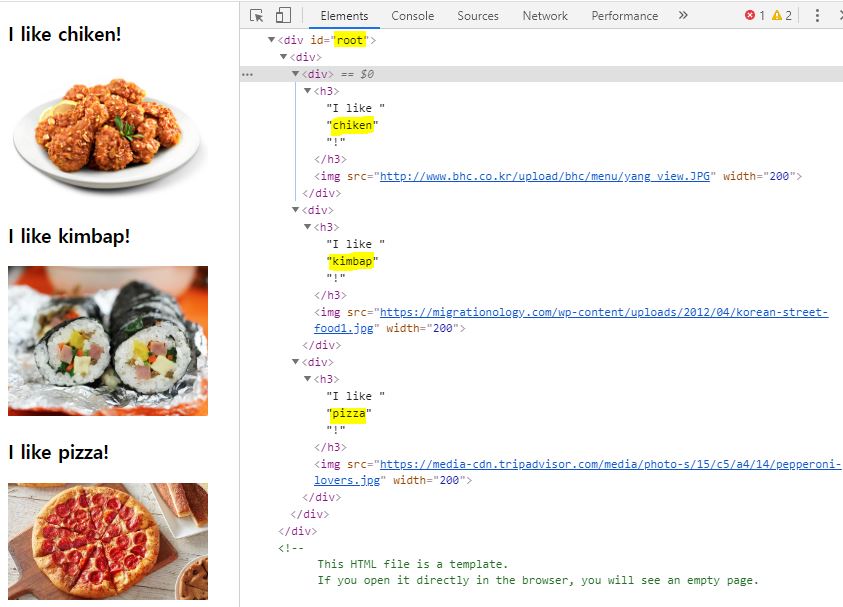 I like chiken!
I like kimbap!
I like pizza!
Elements Console Sources Network Performance » 1 2
<div id="root">
<div>
<div> == $0
<h3>
"I like "
"chiken"
"!"
</h3>
<img src="http://www.bhc.co.kr/upload/bhc/menu/yang_view.JPG" width="200">
</div>
<div>
<h3>
"I like "
"kimbap"
"!"
</h3>
<img src="https://migrationology.com/wp-content/uploads/2012/04/korean-street-
food1.jpg" width="200">
</div>
<div>
<h3>
"I like "
"pizza"
"!"
</h3>
<img src="https://media-cdn.tripadvisor.com/media/photo-s/15/c5/a4/14/pepperoni-
lovers.jpg" width="200">
</div>
</div>
</div>
<!--
This HTML file is a template.
If you open it directly in the browser, you will see an empty page.